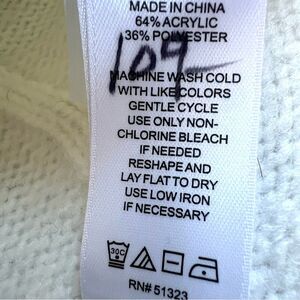 MADE IN CHINA
64% ACRYLIC
36% POLYESTER
109
MACHINE WASH COLD
WITH LIKE COLORS
GENTLE CYCLE
USE ONLY NON-
CHLORINE BLEACH
IF NEEDED
RESHAPE AND
LAY FLAT TO DRY
USE LOW IRON
IF NECESSARY
30C
RN# 51323